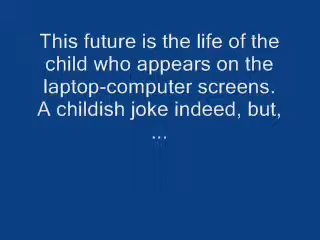 This future is the life of the
child who appears on the
laptop-computer screens.
A childish joke indeed, but,
...